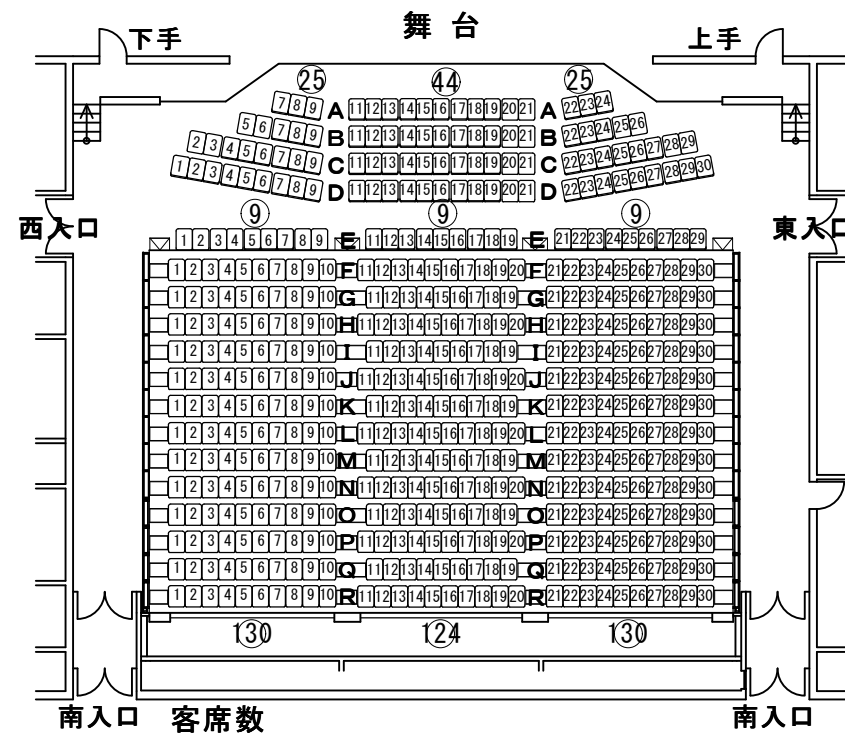 舞台
下手 上手
25 44 25
7 8 9 A 11 12 13 14 15 16 17 18 19 20 21 A 22 23 24
5 6 7 8 9 B 11 12 13 14 15 16 17 18 19 20 21 B 22 23 24 25 26
2 3 4 5 6 7 8 9 C 11 12 13 14 15 16 17 18 19 20 21 C 22 23 24 25 26 27 28 29
1 2 3 4 5 6 7 8 9 D 11 12 13 14 15 16 17 18 19 20 21 D 22 23 24 25 26 27 28 29 30
西入口 9 9 9 東入口
1 2 3 4 5 6 7 8 9 E 11 12 13 14 15 16 17 18 19 E 21 22 23 24 25 26 27 28 29
1 2 3 4 5 6 7 8 9 10 F 11 12 13 14 15 16 17 18 19 20 F 21 22 23 24 25 26 27 28 29 30
1 2 3 4 5 6 7 8 9 10 G 11 12 13 14 15 16 17 18 19 G 21 22 23 24 25 26 27 28 29 30
1 2 3 4 5 6 7 8 9 10 H 11 12 13 14 15 16 17 18 19 20 H 21 22 23 24 25 26 27 28 29 30
1 2 3 4 5 6 7 8 9 10 I 11 12 13 14 15 16 17 18 19 I 21 22 23 24 25 26 27 28 29 30
1 2 3 4 5 6 7 8 9 10 J 11 12 13 14 15 16 17 18 19 20 J 21 22 23 24 25 26 27 28 29 30
1 2 3 4 5 6 7 8 9 10 K 11 12 13 14 15 16 17 18 19 K 21 22 23 24 25 26 27 28 29 30
1 2 3 4 5 6 7 8 9 10 L 11 12 13 14 15 16 17 18 19 20 L 21 22 23 24 25 26 27 28 29 30
1 2 3 4 5 6 7 8 9 10 M 11 12 13 14 15 16 17 18 19 M 21 22 23 24 25 26 27 28 29 30
1 2 3 4 5 6 7 8 9 10 N 11 12 13 14 15 16 17 18 19 20 N 21 22 23 24 25 26 27 28 29 30
1 2 3 4 5 6 7 8 9 10 O 11 12 13 14 15 16 17 18 19 O 21 22 23 24 25 26 27 28 29 30
1 2 3 4 5 6 7 8 9 10 P 11 12 13 14 15 16 17 18 19 20 P 21 22 23 24 25 26 27 28 29 30
1 2 3 4 5 6 7 8 9 10 Q 11 12 13 14 15 16 17 18 19 Q 21 22 23 24 25 26 27 28 29 30
1 2 3 4 5 6 7 8 9 10 R 11 12 13 14 15 16 17 18 19 20 R 21 22 23 24 25 26 27 28 29 30
130 124 130
南入口 客席数 南入口